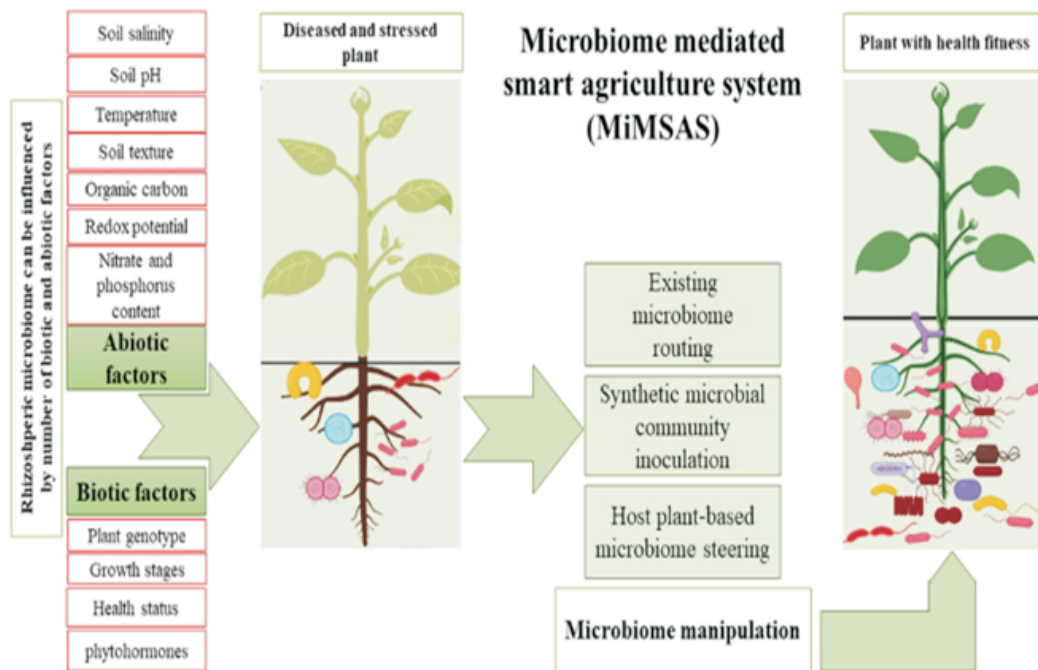 Rhizoshperic microbiome can be influenced
by number of biotic and abiotic factors
Soil salinity
Soil pH
Temperature
Soil texture
Organic carbon
Redox potential
Nitrate and
phosphorus
content
Abiotic
factors
Biotic factors
Plant genotype
Growth stages
Health status
phytohormones
Diseased and stressed
plant
Microbiome mediated
smart agriculture system
(MiMSAS)
Existing
microbiome
routing
Synthetic microbial
community
inoculation
Host plant-based
microbiome steering
Microbiome manipulation
Plant with health fitness